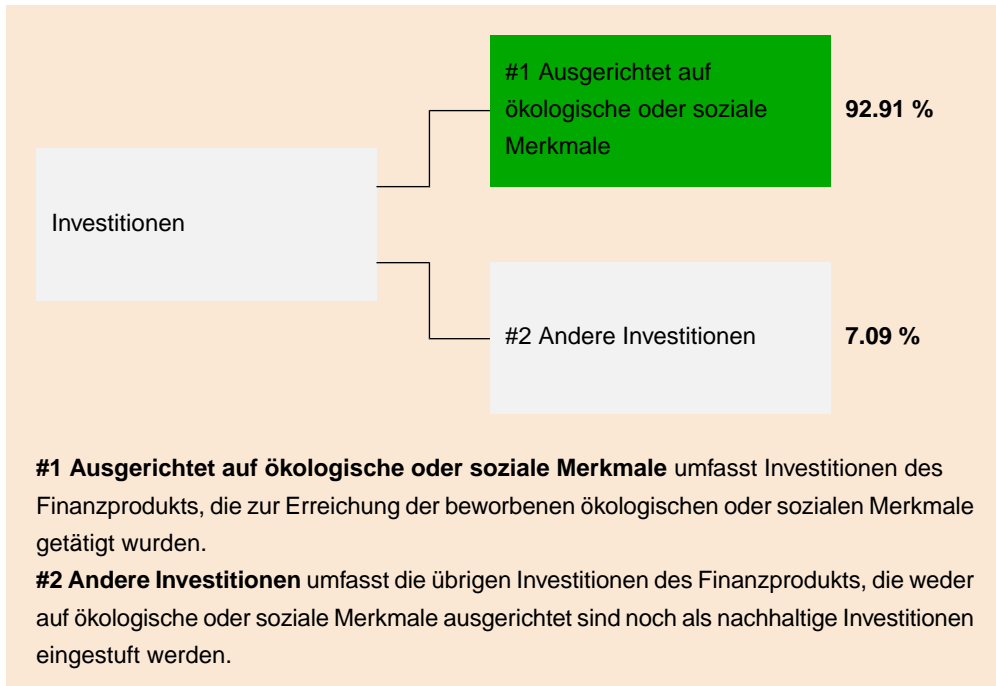 #1 Ausgerichtet auf
ökologische oder soziale
Merkmale
92.91 %
Investitionen
#2 Andere Investitionen
7.09 %
#1 Ausgerichtet auf ökologische oder soziale Merkmale umfasst Investitionen des
Finanzprodukts, die zur Erreichung der beworbenen ökologischen oder sozialen Merkmale
getätigt wurden.
#2 Andere Investitionen umfasst die übrigen Investitionen des Finanzprodukts, die weder
auf ökologische oder soziale Merkmale ausgerichtet sind noch als nachhaltige Investitionen
eingestuft werden.